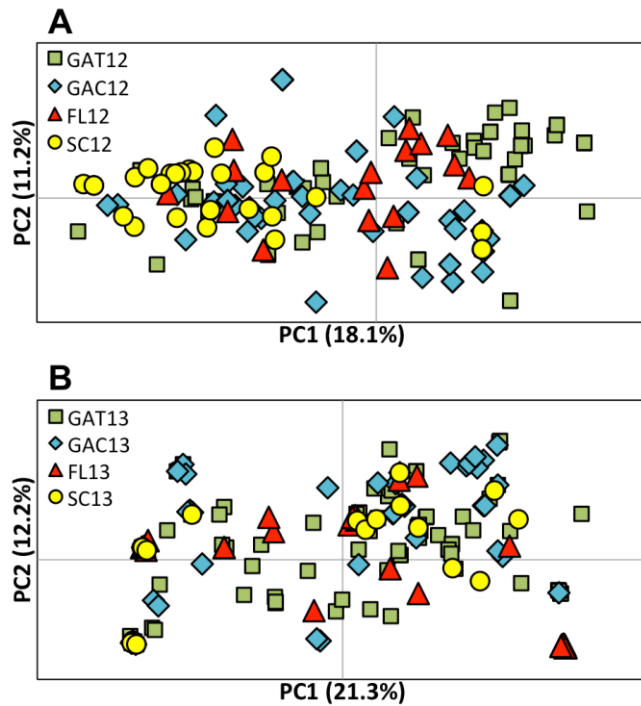 A
GAT12
GAC12
FL12
SC12
PC2 (11.2%)
PC1 (18.1%)
B
GAT13
GAC13
FL13
SC13
PC2 (12.2%)
PC1 (21.3%)